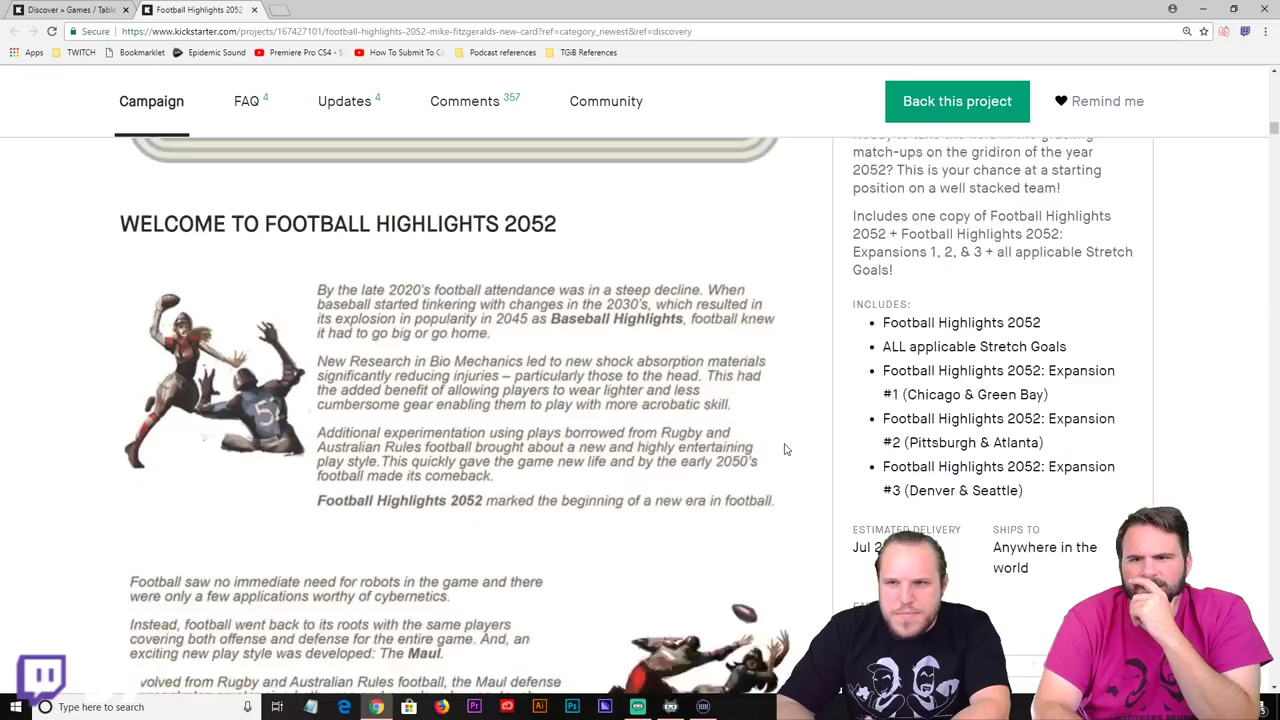 Discover » Games / Table
Football Highlights 2052
Secure
https://www.kickstarter.com/projects/167427101/football-highlights-2052-mike-fitzgeralds-new-card?ref=category_newest&ref=discovery
Apps
TWITCH
Bookmarklet
Epidemic Sound
Premiere Pro CS4 -
How To Submit To C
Podcast references
TGiB References
Campaign
FAQ 4
Updates 4
Comments 357
Community
Back this project
Remind me
match-ups on the gridiron of the year
2052? This is your chance at a starting
position on a well stacked team!
Includes one copy of Football Highlights
2052 + Football Highlights 2052:
Expansions 1, 2, & 3 + all applicable Stretch
Goals!
INCLUDES:
Football Highlights 2052
ALL applicable Stretch Goals
Football Highlights 2052: Expansion
#1 (Chicago & Green Bay)
Football Highlights 2052: Expansion
#2 (Pittsburgh & Atlanta)
Football Highlights 2052: Expansion
#3 (Denver & Seattle)
ESTIMATED DELIVERY
SHIPS TO
Jul 2
Anywhere in the
world
WELCOME TO FOOTBALL HIGHLIGHTS 2052
By the late 2020's football attendance was in a steep decline. When
baseball started tinkering with changes in the 2030's, which resulted in
its explosion in popularity in 2045 as Baseball Highlights, football knew
it had to go big or go home.
New Research in Bio Mechanics led to new shock absorption materials
significantly reducing injuries – particularly those to the head. This had
the added benefit of allowing players to wear lighter and less
cumbersome gear enabling them to play with more acrobatic skill.
Additional experimentation using plays borrowed from Rugby and
Australian Rules football brought about a new and highly entertaining
play style. This quickly gave the game new life and by the early 2050's
football made its comeback.
Football Highlights 2052 marked the beginning of a new era in football.
Football saw no immediate need for robots in the game and there
were only a few applications worthy of cybernetics.
Instead, football went back to its roots with the same players
covering both offense and defense for the entire game. And, an
exciting new play style was developed: The Maul.
volved from Rugby and Australian Rules football, the Maul defense
Type here to search